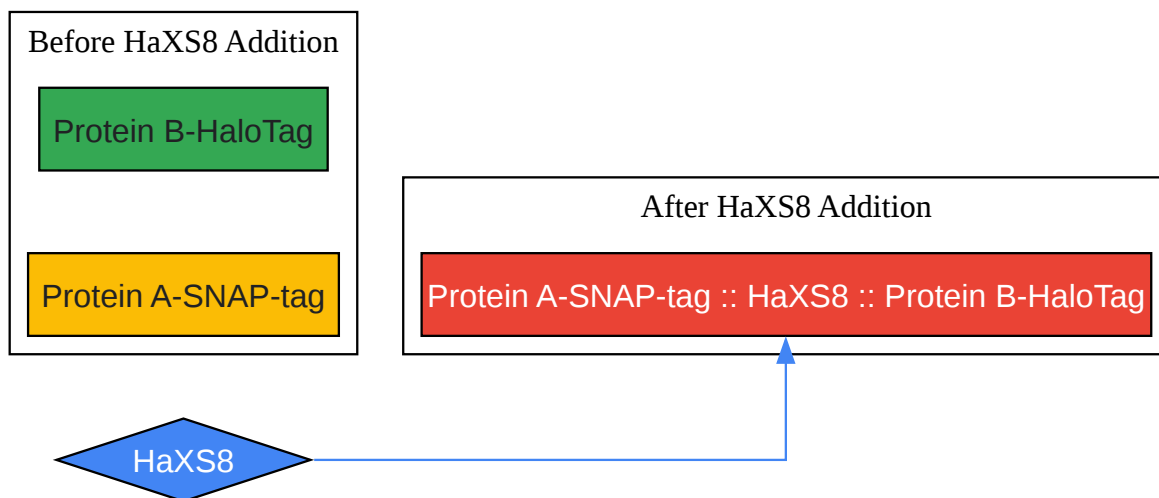 Before HaXS8 Addition
Protein B-HaloTag
Protein A-SNAP-tag
After HaXS8 Addition
Protein A-SNAP-tag :: HaXS8 :: Protein B-HaloTag
HaXS8